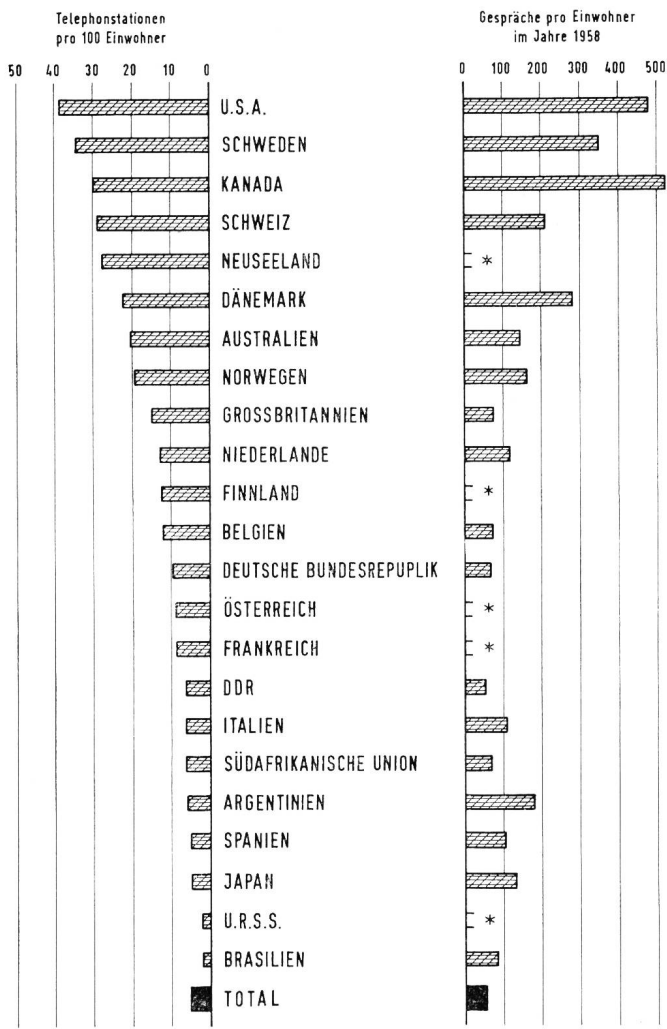 Telephonstationen
pro 100 Einwohner
Gespräche pro Einwohner
im Jahre 1958
50 40 30 20 10 0
0 100 200 300 400 500
U.S.A.
SCHWEDEN
KANADA
SCHWEIZ
NEUSEELAND *
DÄNEMARK
AUSTRALIEN
NORWEGEN
GROSSBRITANNIEN
NIEDERLANDE
FINNLAND *
BELGIEN
DEUTSCHE BUNDESREPUPLIK
ÖSTERREICH *
FRANKREICH *
DDR
ITALIEN
SÜDAFRIKANISCHE UNION
ARGENTINIEN
SPANIEN
JAPAN
U.R.S.S. *
BRASILIEN
TOTAL